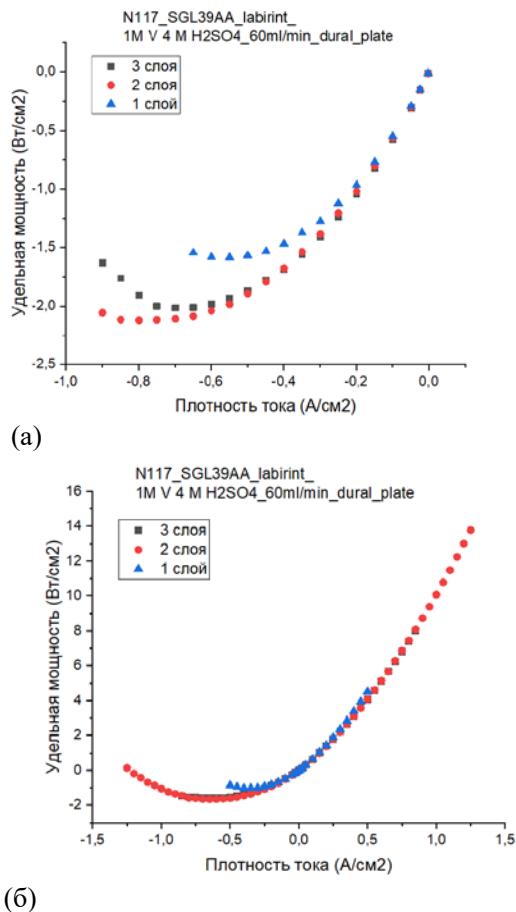 N117_SGL39AA_labirint_
1M V 4 M H2SO4_60ml/min_dural_plate
3 слоя
2 слоя
1 слой
Удельная мощность (Вт/см2)
0,0
-0,5
-1,0
-1,5
-2,0
-2,5
-1,0 -0,8 -0,6 -0,4 -0,2 0,0
Плотность тока (А/см2)
(а)
N117_SGL39AA_labirint_
1M V 4 M H2SO4_60ml/min_dural_plate
3 слоя
2 слоя
1 слой
Удельная мощность (Вт/см2)
16
14
12
10
8
6
4
2
0
-2
-1,5 -1,0 -0,5 0,0 0,5 1,0 1,5
Плотность тока (А/см2)
(б)